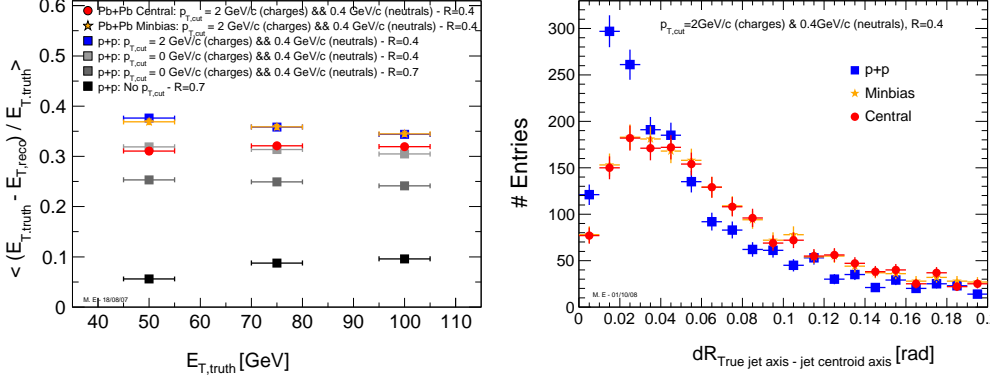 Pb+Pb Central: p_T,cut = 2 GeV/c (charges) && 0.4 GeV/c (neutrals) - R=0.4
Pb+Pb Minbias: p_T,cut = 2 GeV/c (charges) && 0.4 GeV/c (neutrals) - R=0.4
p+p: p_T,cut = 2 GeV/c (charges) && 0.4 GeV/c (neutrals) - R=0.4
p+p: p_T,cut = 0 GeV/c (charges) && 0.4 GeV/c (neutrals) - R=0.4
p+p: p_T,cut = 0 GeV/c (charges) && 0.4 GeV/c (neutrals) - R=0.7
p+p: No p_T,cut - R=0.7
< (E_T,truth - E_T,reco) / E_T,truth >
0.6
0.5
0.4
0.3
0.2
0.1
0
M. E - 18/08/07
40 50 60 70 80 90 100 110
E_T,truth [GeV]
p_T,cut=2GeV/c (charges) & 0.4GeV/c (neutrals), R=0.4
p+p
Minbias
Central
# Entries
300
250
200
150
100
50
0
M. E - 01/10/08
0 0.02 0.04 0.06 0.08 0.1 0.12 0.14 0.16 0.18 0.2
dR_True jet axis - jet centroid axis [rad]